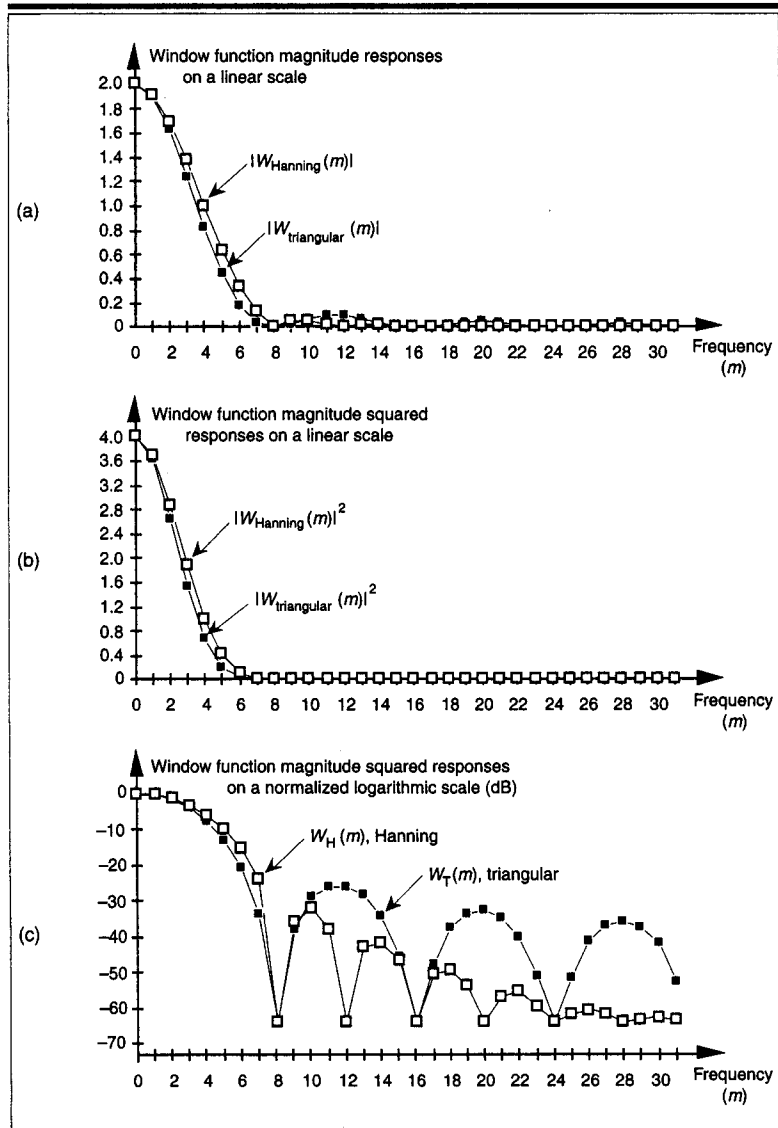 (a)
Window function magnitude responses
on a linear scale
2.0
1.8
1.6
1.4
1.2
1.0
0.8
0.6
0.4
0.2
0
|W_Hanning (m)|
|W_triangular (m)|
0 2 4 6 8 10 12 14 16 18 20 22 24 26 28 30
Frequency
(m)
(b)
Window function magnitude squared
responses on a linear scale
4.0
3.6
3.2
2.8
2.4
2.0
1.6
1.2
0.8
0.4
0
|W_Hanning (m)|²
|W_triangular (m)|²
0 2 4 6 8 10 12 14 16 18 20 22 24 26 28 30
Frequency
(m)
(c)
Window function magnitude squared responses
on a normalized logarithmic scale (dB)
0
–10
–20
–30
–40
–50
–60
–70
W_H (m), Hanning
W_T(m), triangular
0 2 4 6 8 10 12 14 16 18 20 22 24 26 28 30
Frequency
(m)